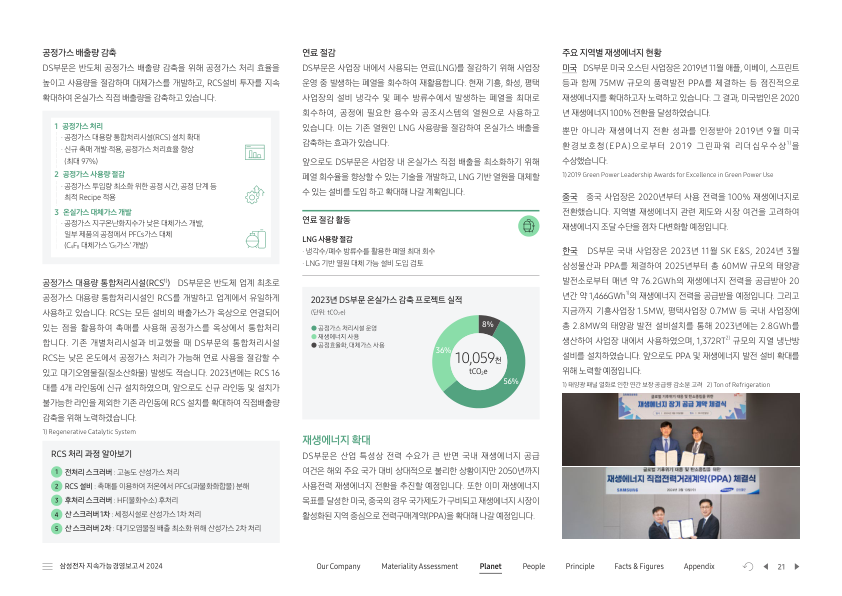 공정가스 배출량 감축
DS부문은 반도체 공정가스 배출량 감축을 위해 공정가스 처리 효율을
높이고 사용량을 절감하며 대체가스를 개발하고, RCS설비 투자를 지속
확대하여 온실가스 직접 배출량을 감축하고 있습니다.
1 공정가스 처리
· 공정가스 대용량 통합처리시설(RCS) 설치 확대
· 신규 촉매 개발·적용, 공정가스 처리효율 향상
(최대 97%)
2 공정가스 사용량 절감
· 공정가스 투입량 최소화 위한 공정 시간, 공정 단계 등
최적 Recipe 적용
3 온실가스 대체가스 개발
· 공정가스 지구온난화지수가 낮은 대체가스 개발,
일부 제품의 공정에서 PFCs가스 대체
(C₄F₈ 대체가스 'G₁가스' 개발)
공정가스 대용량 통합처리시설(RCS¹⁾) DS부문은 반도체 업계 최초로
공정가스 대용량 통합처리시설인 RCS를 개발하고 업계에서 유일하게
사용하고 있습니다. RCS는 모든 설비의 배출가스가 옥상으로 연결되어
있는 점을 활용하여 촉매를 사용해 공정가스를 옥상에서 통합처리
합니다. 기존 개별처리시설과 비교했을 때 DS부문의 통합처리시설
RCS는 낮은 온도에서 공정가스 처리가 가능해 연료 사용을 절감할 수
있고 대기오염물질(질소산화물) 발생도 적습니다. 2023년에는 RCS 16
대를 4개 라인동에 신규 설치하였으며, 앞으로도 신규 라인동 및 설치가
불가능한 라인을 제외한 기존 라인동에 RCS 설치를 확대하여 직접배출량
감축을 위해 노력하겠습니다.
1) Regenerative Catalytic System
RCS 처리 과정 알아보기
1 전처리 스크러버 : 고농도 산성가스 처리
2 RCS 설비 : 촉매를 이용하여 저온에서 PFCs(과불화화합물) 분해
3 후처리 스크러버 : HF(불화수소) 후처리
4 산 스크러버 1차 : 세정시설로 산성가스 1차 처리
5 산 스크러버 2차 : 대기오염물질 배출 최소화 위해 산성가스 2차 처리
연료 절감
DS부문은 사업장 내에서 사용되는 연료(LNG)를 절감하기 위해 사업장
운영 중 발생하는 폐열을 회수하여 재활용합니다. 현재 기흥, 화성, 평택
사업장의 설비 냉각수 및 폐수 방류수에서 발생하는 폐열을 최대로
회수하여, 공정에 필요한 용수와 공조시스템의 열원으로 사용하고
있습니다. 이는 기존 열원인 LNG 사용량을 절감하여 온실가스 배출을
감축하는 효과가 있습니다.
앞으로도 DS부문은 사업장 내 온실가스 직접 배출을 최소화하기 위해
폐열 회수율을 향상할 수 있는 기술을 개발하고, LNG 기반 열원을 대체할
수 있는 설비를 도입 하고 확대해 나갈 계획입니다.
연료 절감 활동
LNG 사용량 절감
· 냉각수/폐수 방류수를 활용한 폐열 최대 회수
· LNG 기반 열원 대체 가능 설비 도입 검토
2023년 DS부문 온실가스 감축 프로젝트 실적
(단위: tCO₂e)
공정가스 처리시설 운영
재생에너지 사용
공정효율화, 대체가스 사용
8%
36%
56%
10,059천
tCO₂e
재생에너지 확대
DS부문은 산업 특성상 전력 수요가 큰 반면 국내 재생에너지 공급
여건은 해외 주요 국가 대비 상대적으로 불리한 상황이지만 2050년까지
사용전력 재생에너지 전환을 추진할 예정입니다. 또한 이미 재생에너지
목표를 달성한 미국, 중국의 경우 국가제도가 구비되고 재생에너지 시장이
활성화된 지역 중심으로 전력구매계약(PPA)을 확대해 나갈 예정입니다.
주요 지역별 재생에너지 현황
미국 DS부문 미국 오스틴 사업장은 2019년 11월 애플, 이베이, 스프린트
등과 함께 75MW 규모의 풍력발전 PPA를 체결하는 등 점진적으로
재생에너지를 확대하고자 노력하고 있습니다. 그 결과, 미국법인은 2020
년 재생에너지 100% 전환을 달성하였습니다.
뿐만 아니라 재생에너지 전환 성과를 인정받아 2019년 9월 미국
환경보호청(EPA)으로부터 2019 그린파워 리더십우수상¹⁾을
수상했습니다.
1) 2019 Green Power Leadership Awards for Excellence in Green Power Use
중국 중국 사업장은 2020년부터 사용 전력을 100% 재생에너지로
전환했습니다. 지역별 재생에너지 관련 제도와 시장 여건을 고려하여
재생에너지 조달 수단을 점차 다변화할 예정입니다.
한국 DS부문 국내 사업장은 2023년 11월 SK E&S, 2024년 3월
삼성물산과 PPA를 체결하여 2025년부터 총 60MW 규모의 태양광
발전소로부터 매년 약 76.2GWh의 재생에너지 전력을 공급받아 20
년간 약 1,466GWh¹⁾의 재생에너지 전력을 공급받을 예정입니다. 그리고
지금까지 기흥사업장 1.5MW, 평택사업장 0.7MW 등 국내 사업장에
총 2.8MW의 태양광 발전 설비설치를 통해 2023년에는 2.8GWh를
생산하여 사업장 내에서 사용하였으며, 1,372RT²⁾ 규모의 지열 냉난방
설비를 설치하였습니다. 앞으로도 PPA 및 재생에너지 발전 설비 확대를
위해 노력할 예정입니다.
1) 태양광 패널 열화로 인한 연간 보장 공급량 감소분 고려 2) Ton of Refrigeration
글로벌 기후위기 대응 및 탄소중립을 위한
재생에너지 장기 공급 계약 체결식
글로벌 기후위기 대응 및 탄소중립을 위한
재생에너지 직접전력거래계약(PPA) 체결식
SAMSUNG
삼성전자 지속가능경영보고서 2024
Our Company
Materiality Assessment
Planet
People
Principle
Facts & Figures
Appendix
21